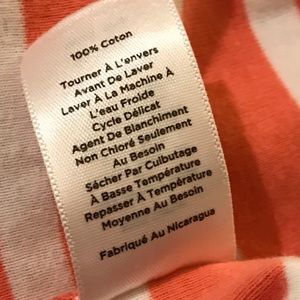 100% Coton
Tourner À L'envers
Avant De Laver
Laver À La Machine À
L'eau Froide
Cycle Délicat
Agent De Blanchiment
Non Chloré Seulement
Au Besoin
Sécher Par Culbutage
À Basse Température
Repasser À Température
Moyenne Au Besoin
Fabriqué Au Nicaragua